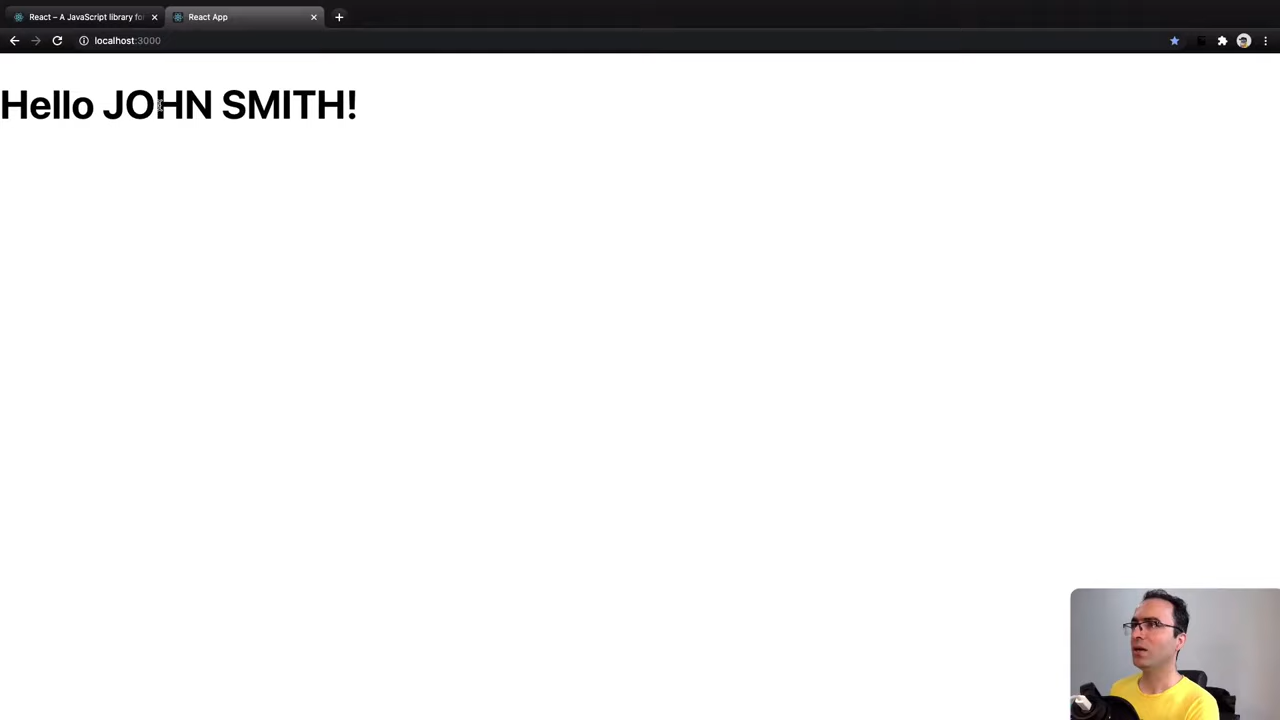 React – A JavaScript library fo
React App
localhost:3000
Hello JOHN SMITH!